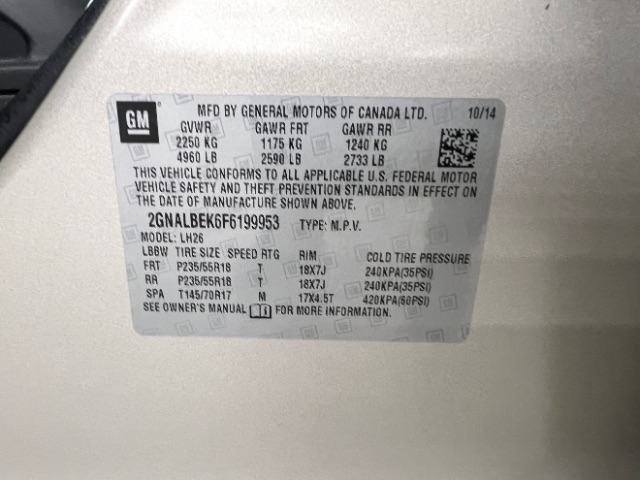 GM
MFD BY GENERAL MOTORS OF CANADA LTD. 10/14
GVWR GAWR FRT GAWR RR
2250 KG 1175 KG 1240 KG
4960 LB 2590 LB 2733 LB
THIS VEHICLE CONFORMS TO ALL APPLICABLE U.S. FEDERAL MOTOR
VEHICLE SAFETY AND THEFT PREVENTION STANDARDS IN EFFECT ON
THE DATE OF MANUFACTURE SHOWN ABOVE.
2GNALBEK6F6199953 TYPE: M.P.V.
MODEL: LH26
LBBW TIRE SIZE SPEED RTG RIM COLD TIRE PRESSURE
FRT P235/55R18 T 18X7J 240KPA(35PSI)
RR P235/55R18 T 18X7J 240KPA(35PSI)
SPA T145/70R17 M 17X4.5T 420KPA(60PSI)
SEE OWNER'S MANUAL FOR MORE INFORMATION.